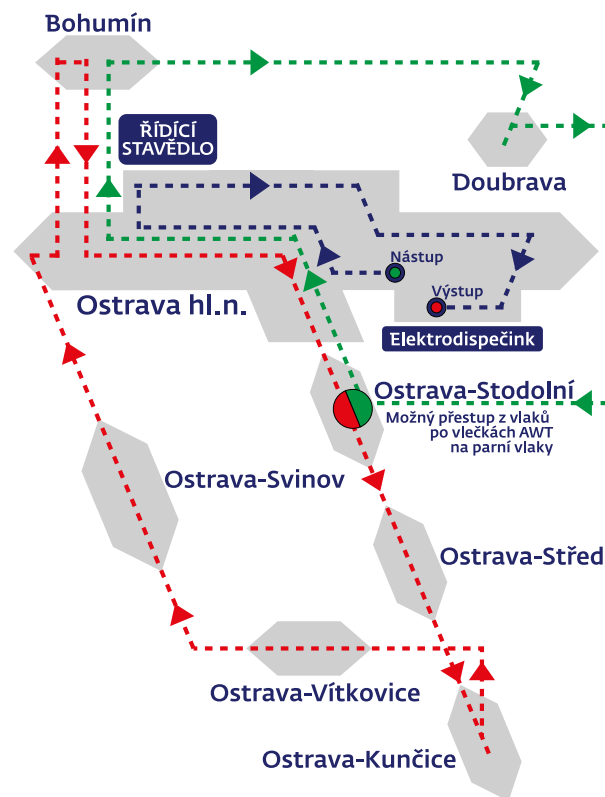 Bohumín
ŘÍDÍCÍ
STAVĚDLO
Doubrava
Nástup
Výstup
Ostrava hl.n.
Elektrodispečink
Ostrava-Stodolní
Možný přestup z vlaků
po vlečkách AWT
na parní vlaky
Ostrava-Svinov
Ostrava-Střed
Ostrava-Vítkovice
Ostrava-Kunčice